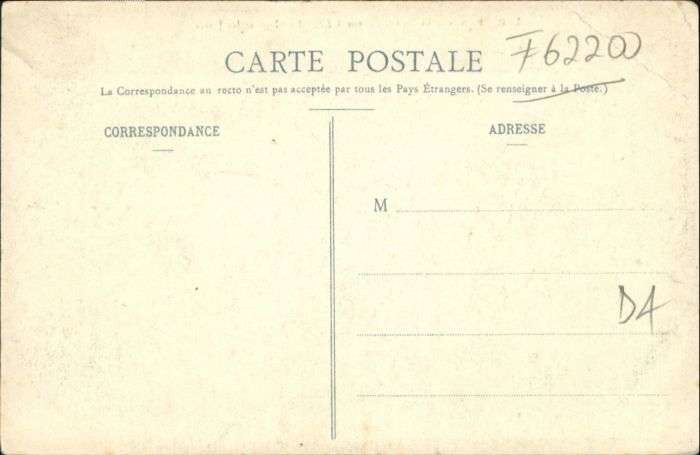 CARTE POSTALE
F62200
La Correspondance au recto n'est pas acceptée par tous les Pays Étrangers. (Se renseigner à la Poste.)
CORRESPONDANCE
ADRESSE
M
D4